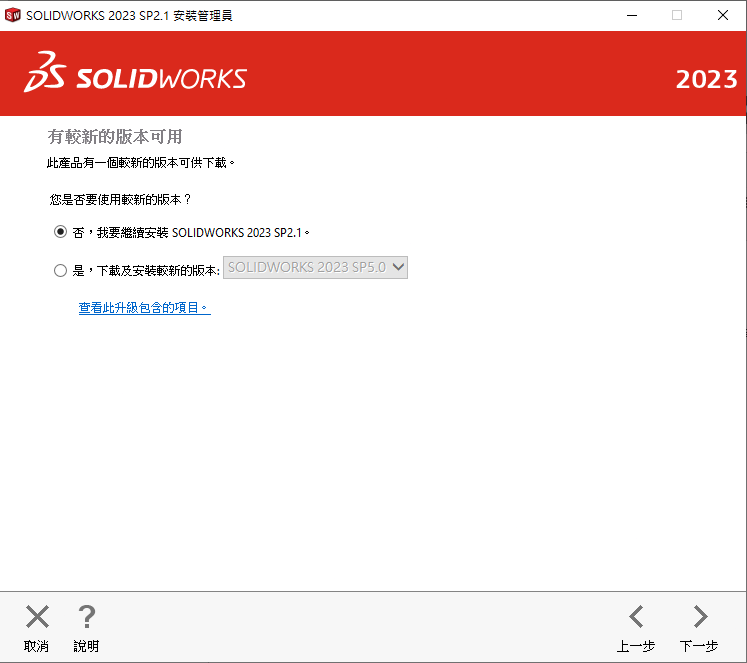 SOLIDWORKS 2023 SP2.1 安裝管理員
SOLIDWORKS
2023
有較新的版本可用
此產品有一個較新的版本可供下載。
您是否要使用較新的版本？
否，我要繼續安裝 SOLIDWORKS 2023 SP2.1。
是，下載及安裝較新的版本: SOLIDWORKS 2023 SP5.0
查看此升級包含的項目。
取消
說明
上一步
下一步